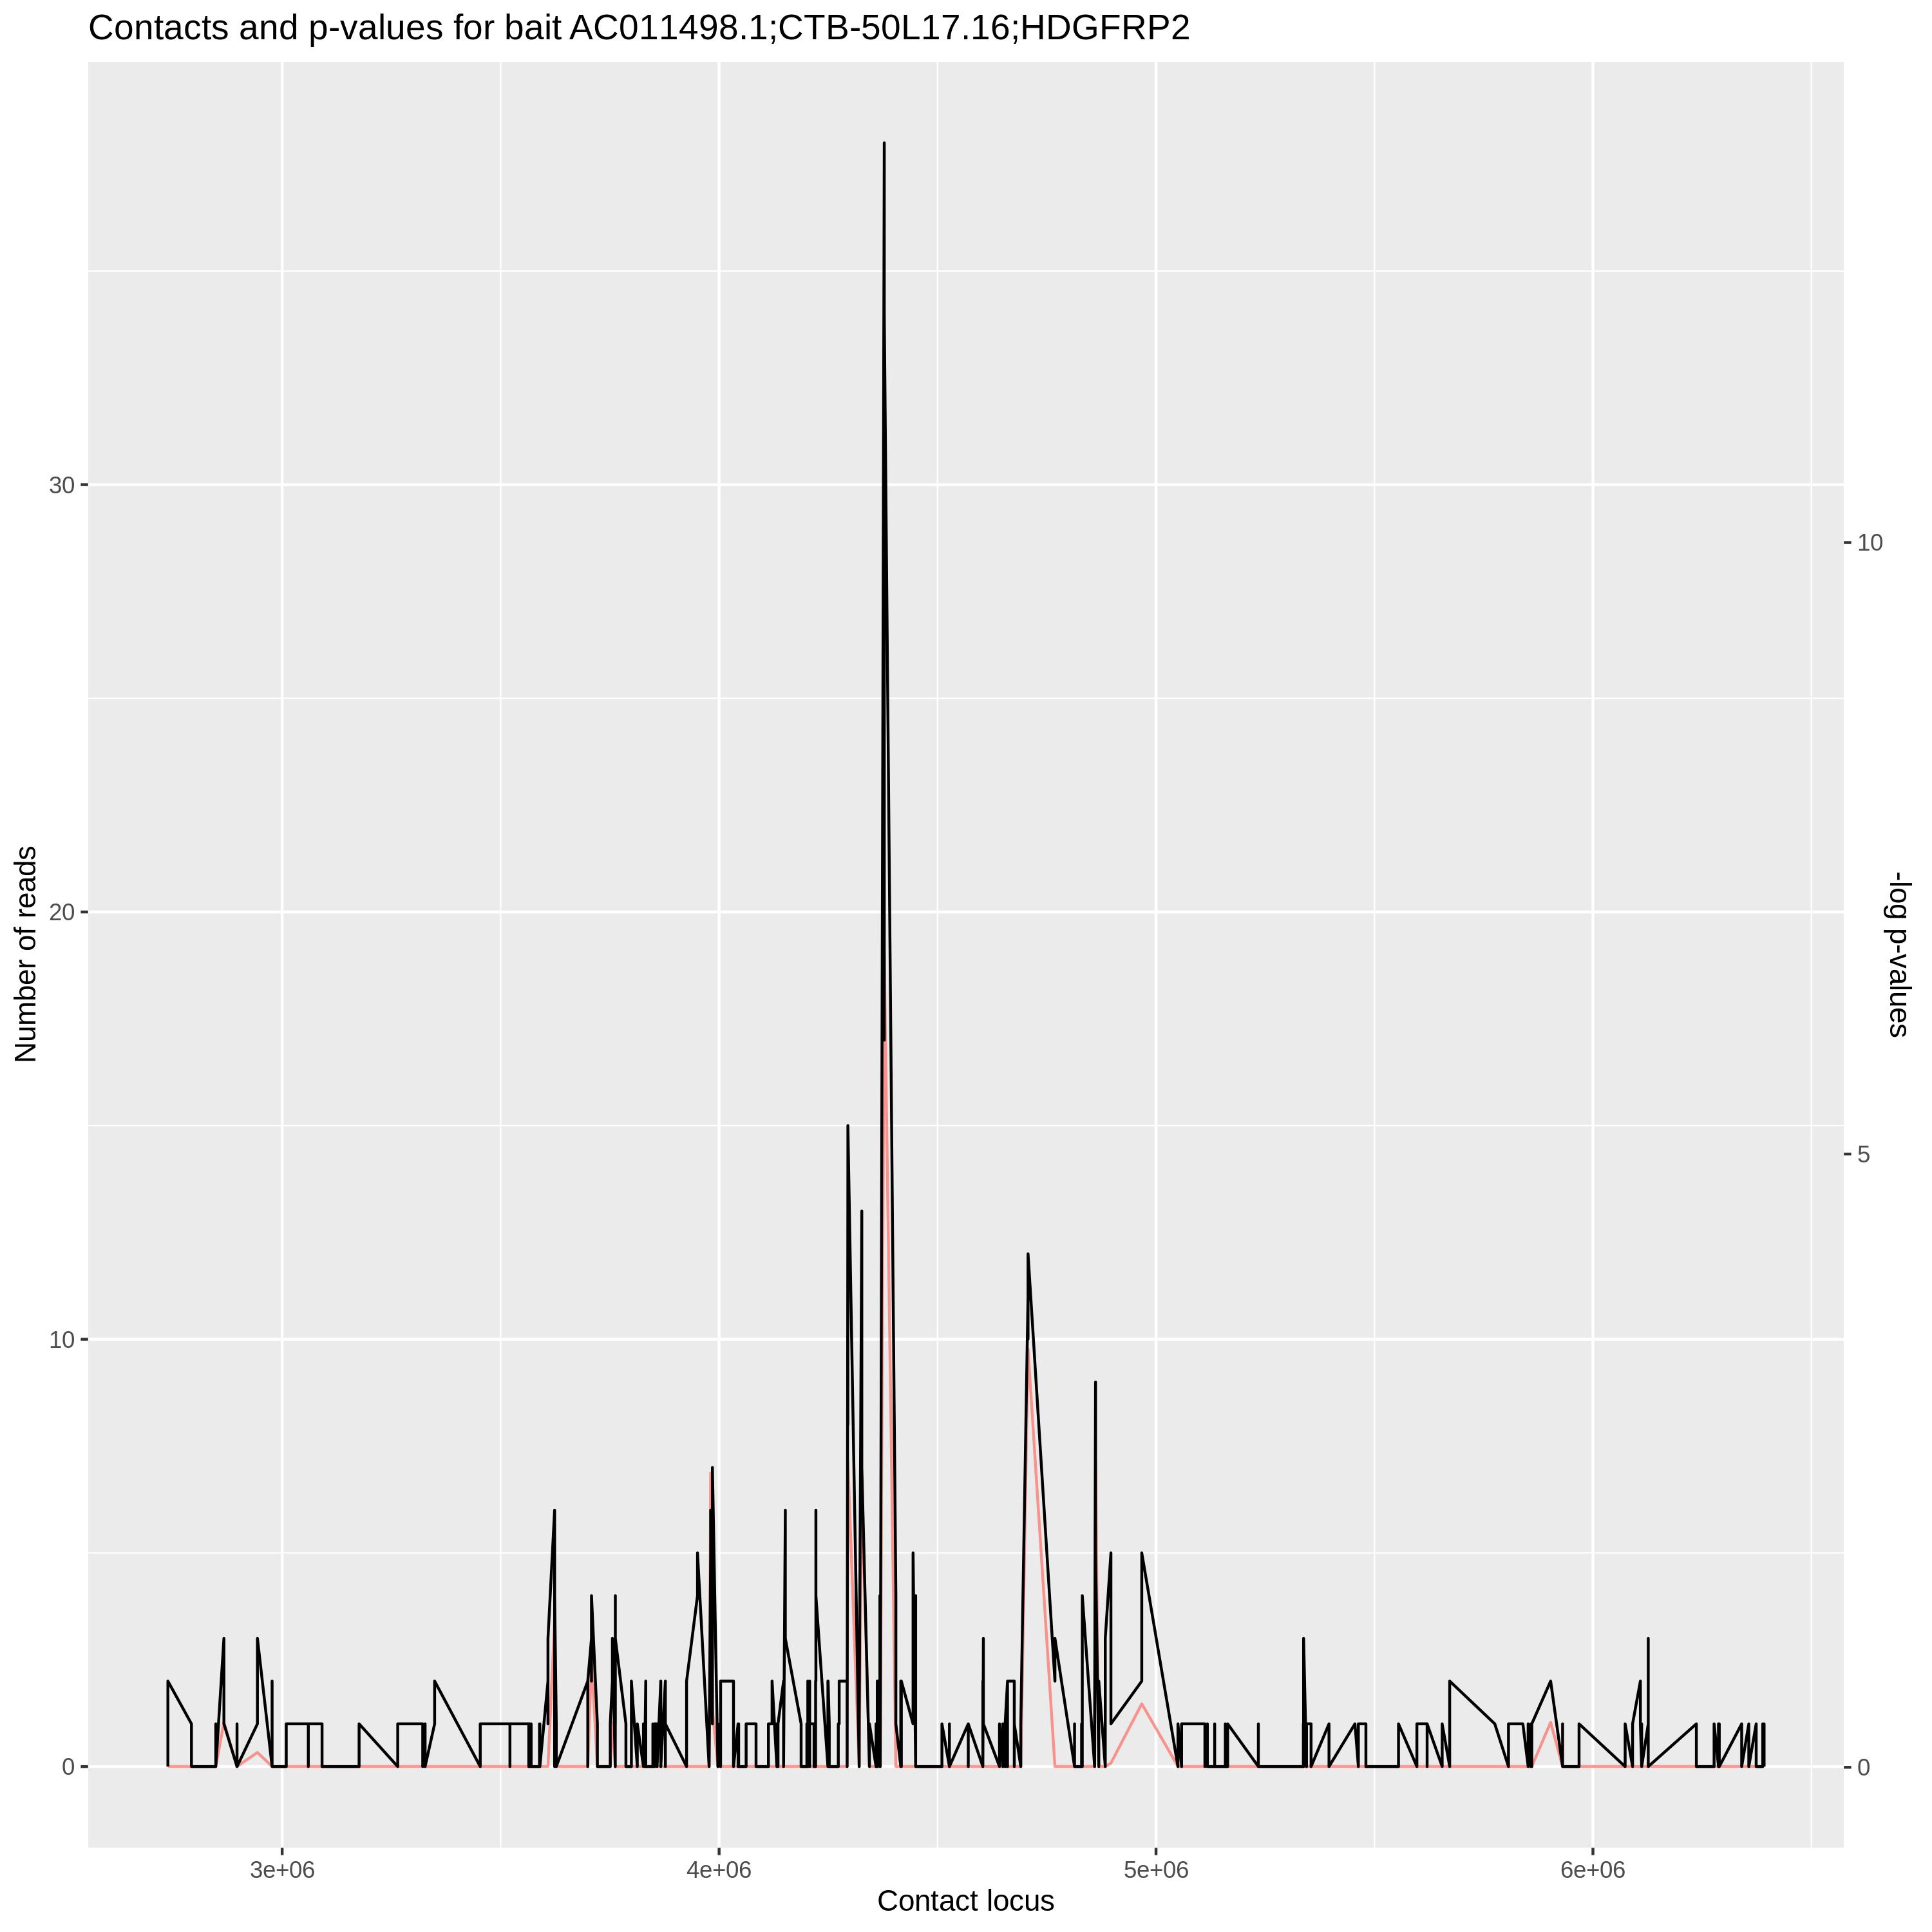 Contacts and p-values for bait AC011498.1;CTB-50L17.16;HDGFRP2
Number of reads
30
20
10
0
10
5
0
-log p-values
3e+06 4e+06 5e+06 6e+06
Contact locus